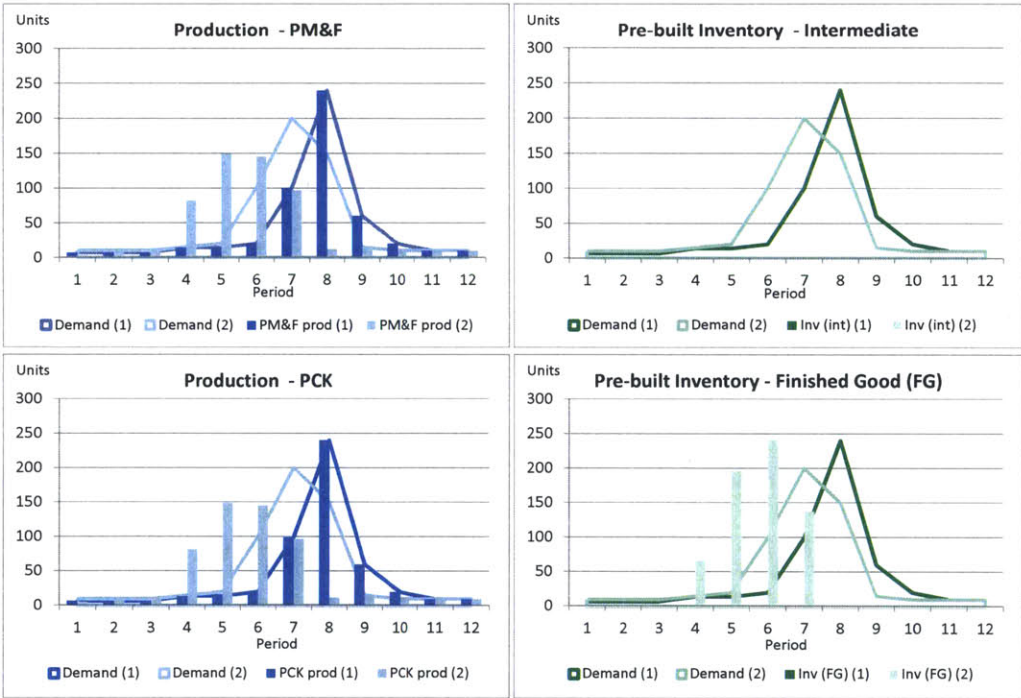 Units
Production - PM&F
300
250
200
150
100
50
0
1 2 3 4 5 6 7 8 9 10 11 12
Period
Demand (1) Demand (2) PM&F prod (1) PM&F prod (2)
Units
Pre-built Inventory - Intermediate
300
250
200
150
100
50
0
1 2 3 4 5 6 7 8 9 10 11 12
Period
Demand (1) Demand (2) Inv (int) (1) Inv (int) (2)
Units
Production - PCK
300
250
200
150
100
50
0
1 2 3 4 5 6 7 8 9 10 11 12
Period
Demand (1) Demand (2) PCK prod (1) PCK prod (2)
Units
Pre-built Inventory - Finished Good (FG)
300
250
200
150
100
50
0
1 2 3 4 5 6 7 8 9 10 11 12
Period
Demand (1) Demand (2) Inv (FG) (1) Inv (FG) (2)